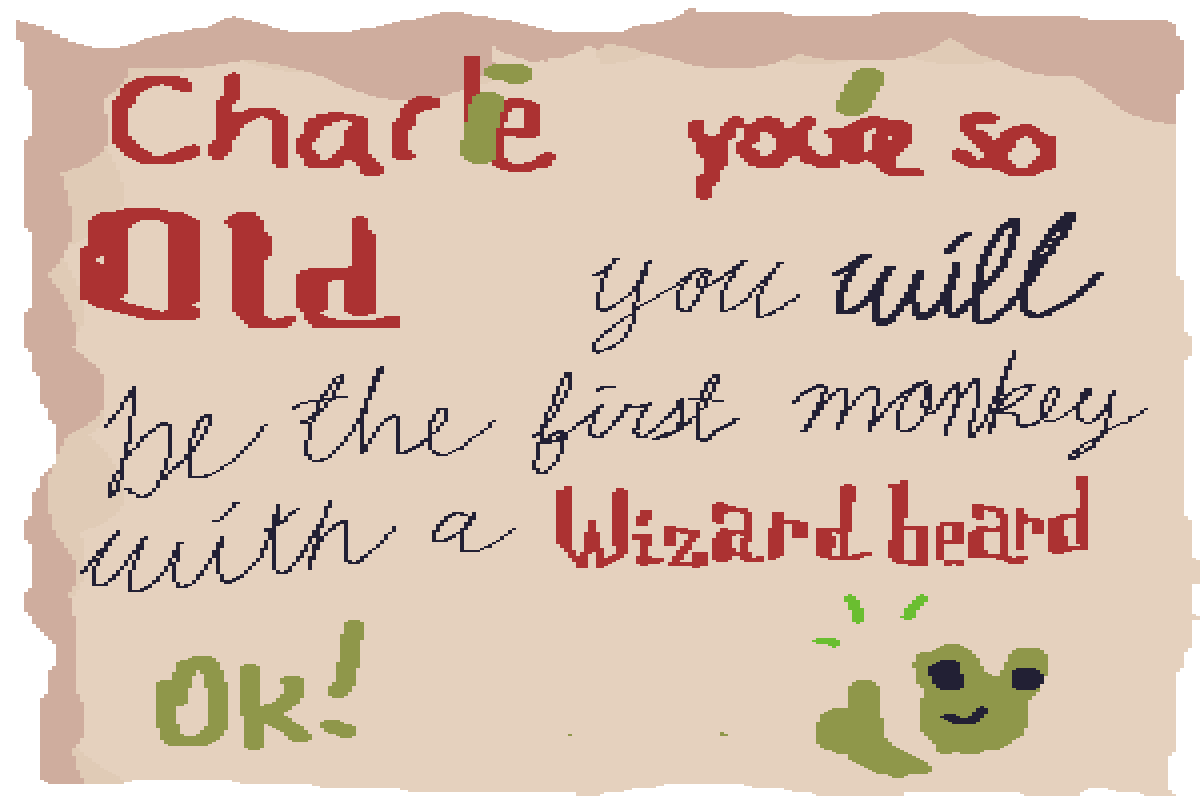 Charlie you're so
Old you will
be the first monkey
with a Wizard beard
Ok!